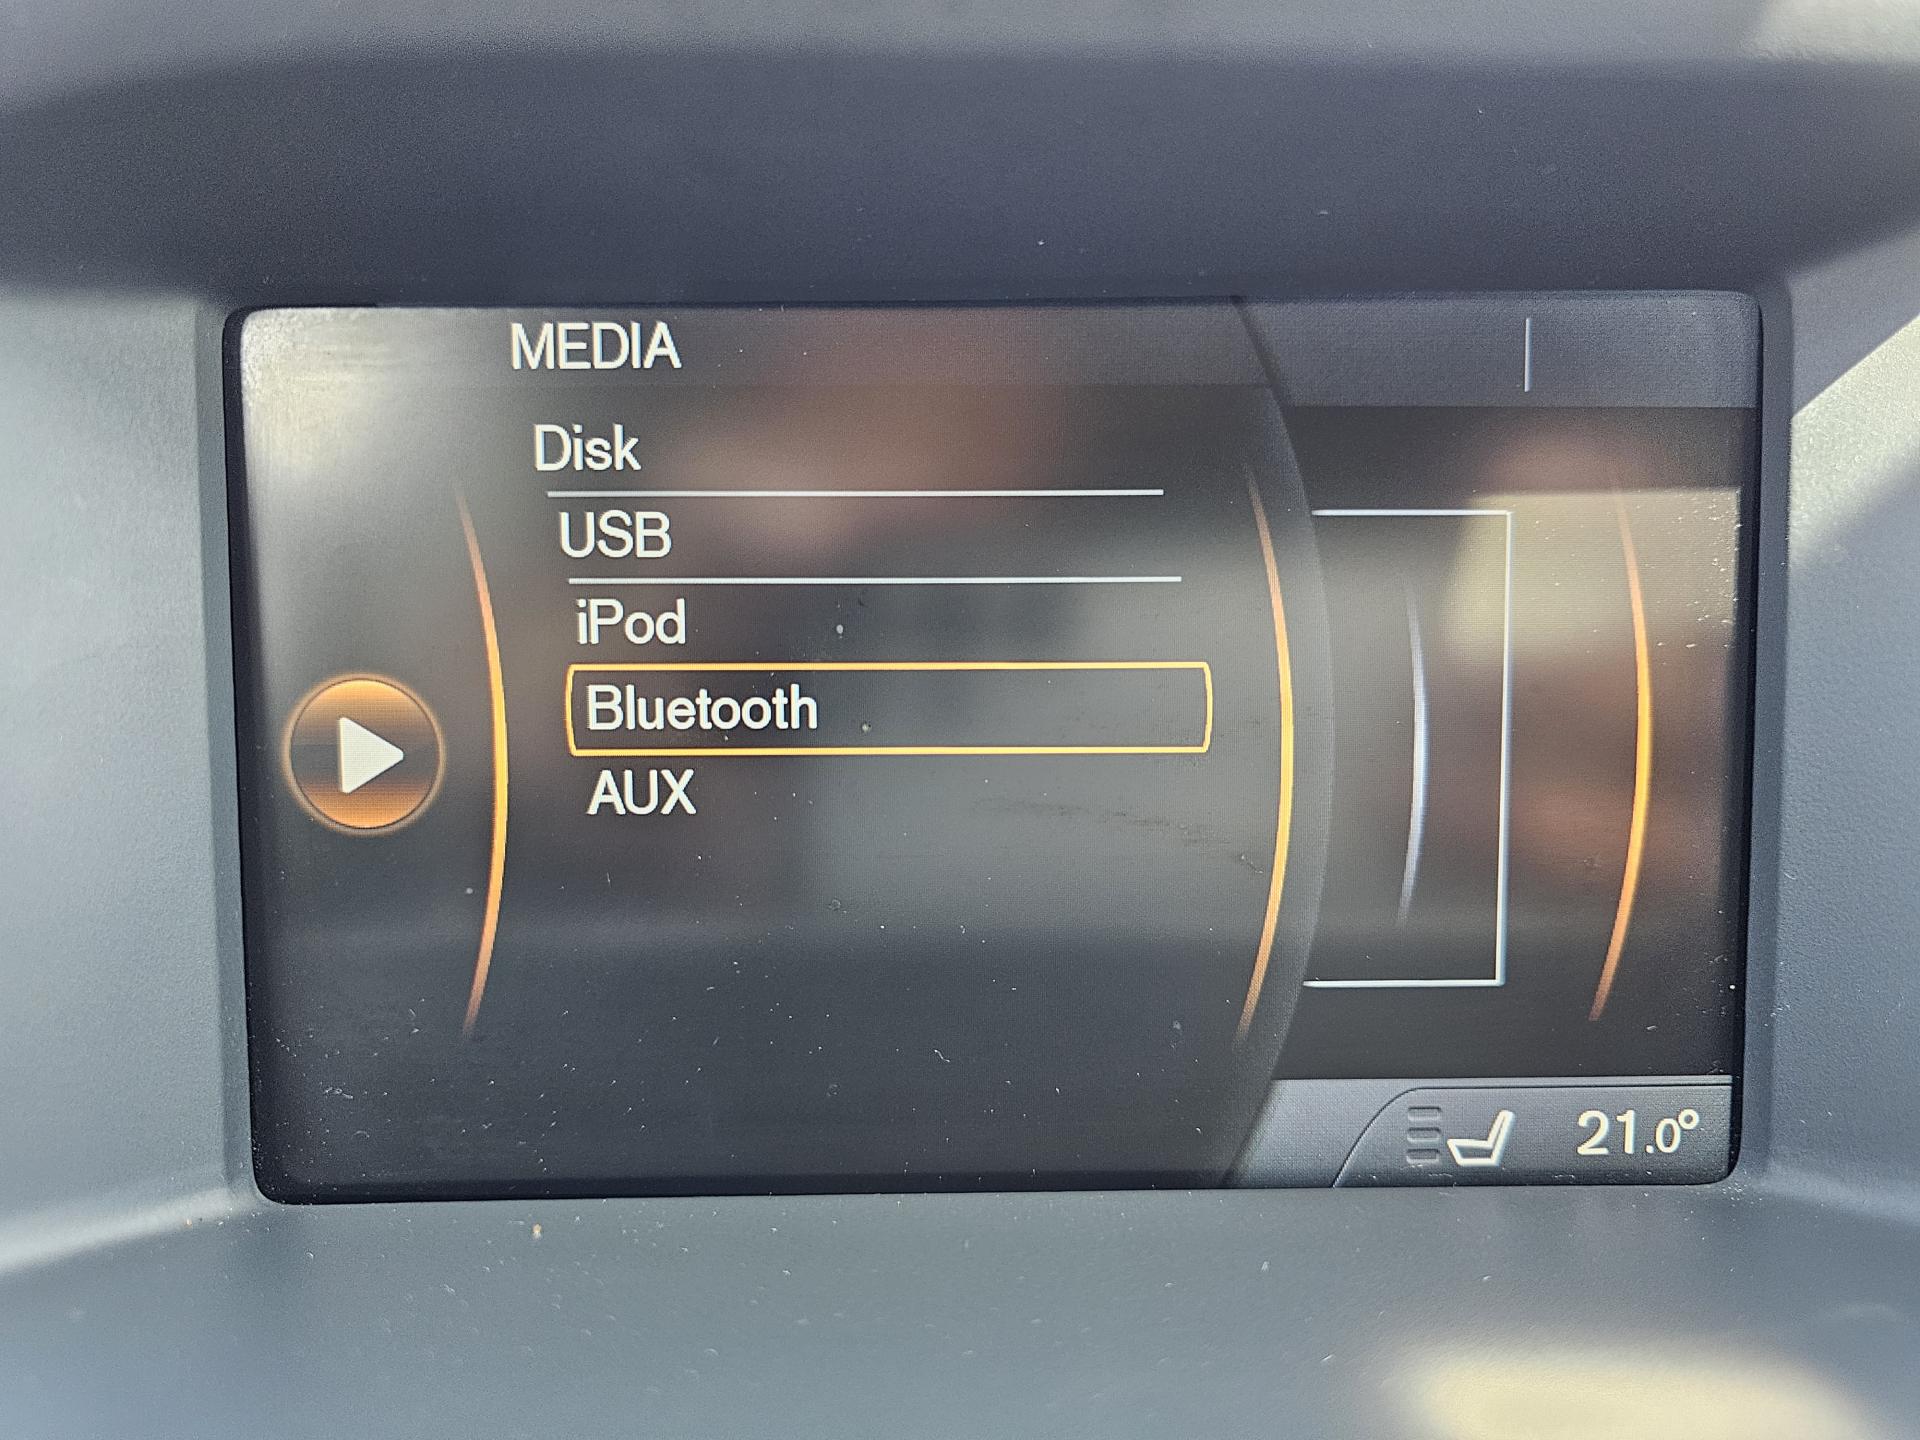 MEDIA
Disk
USB
iPod
Bluetooth
AUX
21.0°